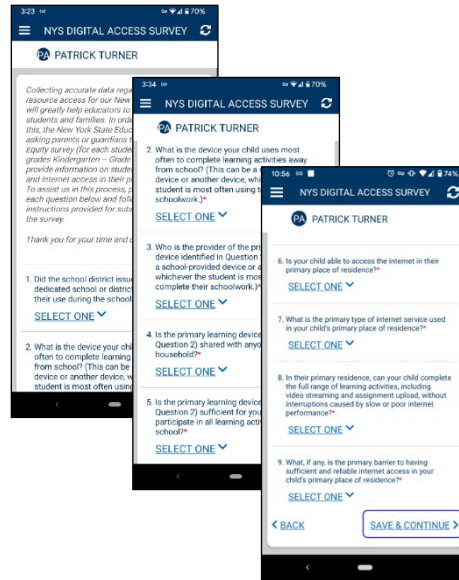 3:23
70%
NYS DIGITAL ACCESS SURVEY
PA PATRICK TURNER
Collecting accurate data rega
resource access for our New
will greatly help educators to
students and families. In orde
this, the New York State Educ
asking parents or guardians t
Equity survey (for each stude
grades Kindergarten – Grade
provide information on studen
and internet access in their p
To assist us in this process, p
each question below and follo
instructions provided for subm
the survey.
Thank you for your time and c
1. Did the school district issu
dedicated school or distric
their use during the school
SELECT ONE
2. What is the device your chi
often to complete learning
from school? (This can be
device or another device, w
student is most often using
3:34
70%
NYS DIGITAL ACCESS SURVEY
PA PATRICK TURNER
2. What is the device your child uses most
often to complete learning activities away
from school? (This can be a s
device or another device, whi
student is most often using t
schoolwork.)*
SELECT ONE
3. Who is the provider of the pri
device identified in Question
a school-provided device or a
whichever the student is mos
complete their schoolwork.)*
SELECT ONE
4. Is the primary learning device
Question 2) shared with anyo
household?*
SELECT ONE
5. Is the primary learning device
Question 2) sufficient for you
participate in all learning acti
school?*
SELECT ONE
10:56
74%
NYS DIGITAL ACCESS SURVEY
PA PATRICK TURNER
6. Is your child able to access the internet in their
primary place of residence?*
SELECT ONE
7. What is the primary type of internet service used
in your child's primary place of residence?*
SELECT ONE
8. In their primary residence, can your child complete
the full range of learning activities, including
video streaming and assignment upload, without
interruptions caused by slow or poor internet
performance?*
SELECT ONE
9. What, if any, is the primary barrier to having
sufficient and reliable internet access in your
child's primary place of residence?*
SELECT ONE
BACK
SAVE & CONTINUE